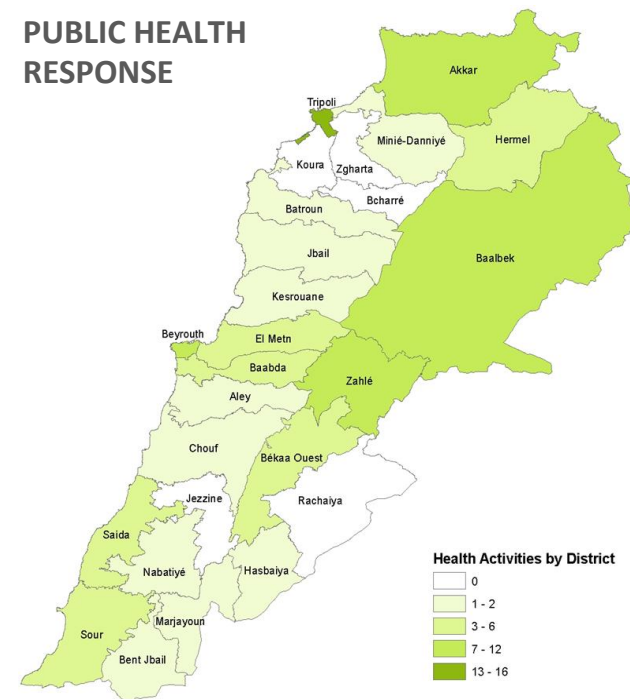 PUBLIC HEALTH
RESPONSE
Akkar
Tripoli
Minié-Danniyé
Hermel
Koura
Zgharta
Bcharré
Batroun
Jbail
Baalbek
Kesrouane
Beyrouth
El Metn
Baabda
Zahlé
Aley
Chouf
Békaa Ouest
Jezzine
Rachaiya
Saida
Nabatiyé
Hasbaiya
Marjayoun
Sour
Bent Jbail
Health Activities by District
0
1 - 2
3 - 6
7 - 12
13 - 16